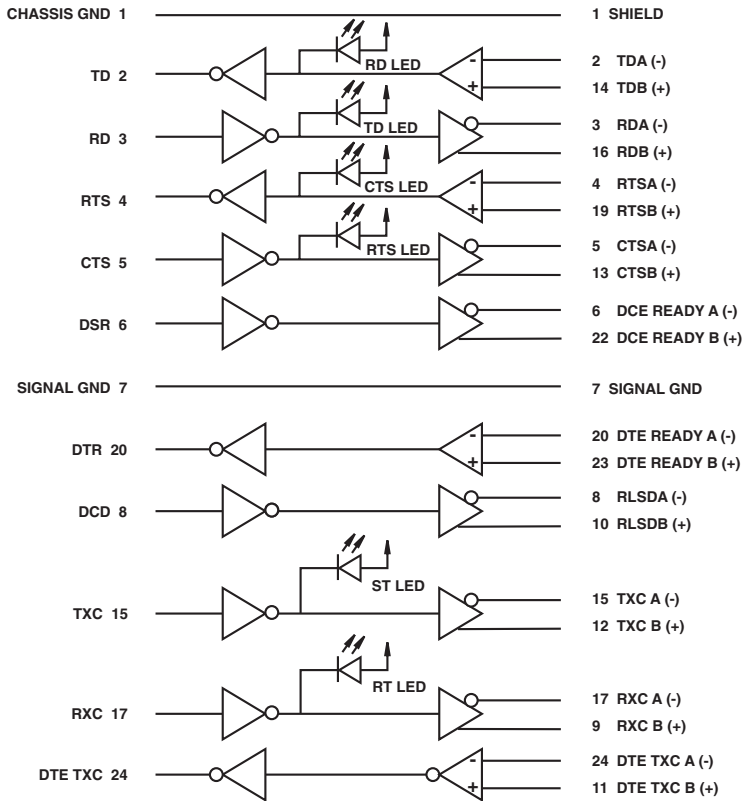 CHASSIS GND 1
1 SHIELD
RD LED
TD 2
-
+
2 TDA (-)
14 TDB (+)
TD LED
RD 3
3 RDA (-)
16 RDB (+)
CTS LED
RTS 4
-
+
4 RTSA (-)
19 RTSB (+)
RTS LED
CTS 5
5 CTSA (-)
13 CTSB (+)
DSR 6
6 DCE READY A (-)
22 DCE READY B (+)
SIGNAL GND 7
7 SIGNAL GND
DTR 20
-
+
20 DTE READY A (-)
23 DTE READY B (+)
DCD 8
8 RLSDA (-)
10 RLSDB (+)
ST LED
TXC 15
15 TXC A (-)
12 TXC B (+)
RT LED
RXC 17
17 RXC A (-)
9 RXC B (+)
DTE TXC 24
-
+
24 DTE TXC A (-)
11 DTE TXC B (+)